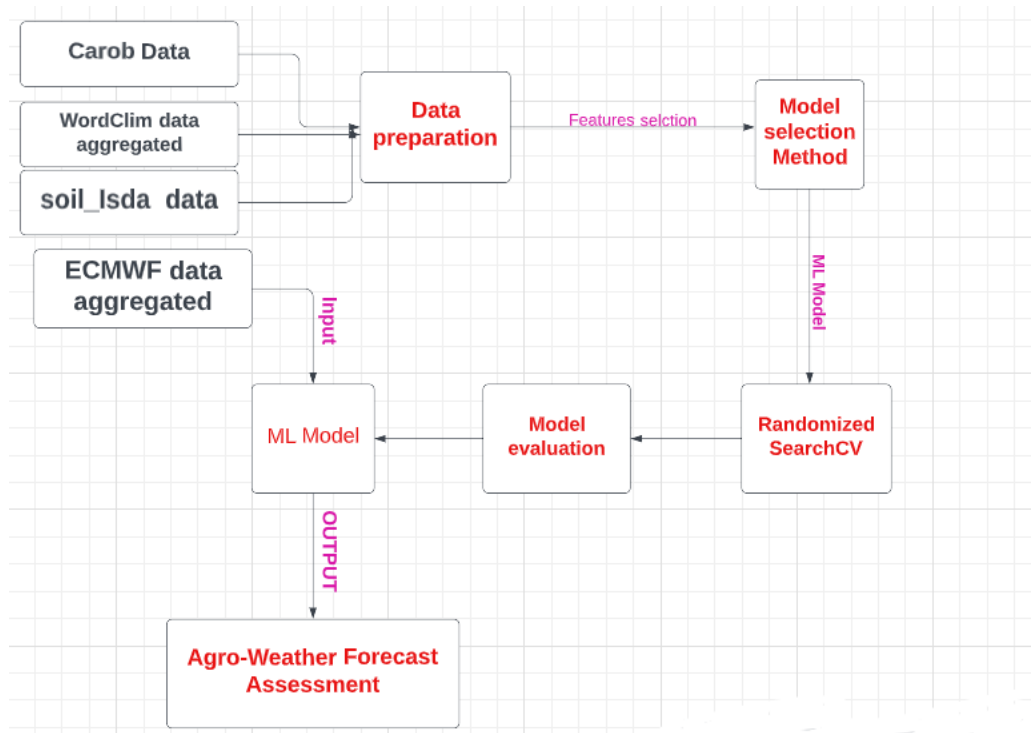 Carob Data
WordClim data
aggregated
soil_Isda data
ECMWF data
aggregated
Data
preparation
Features selction
Model
selection
Method
ML Model
Input
ML Model
Model
evaluation
Randomized
SearchCV
OUTPUT
Agro-Weather Forecast
Assessment